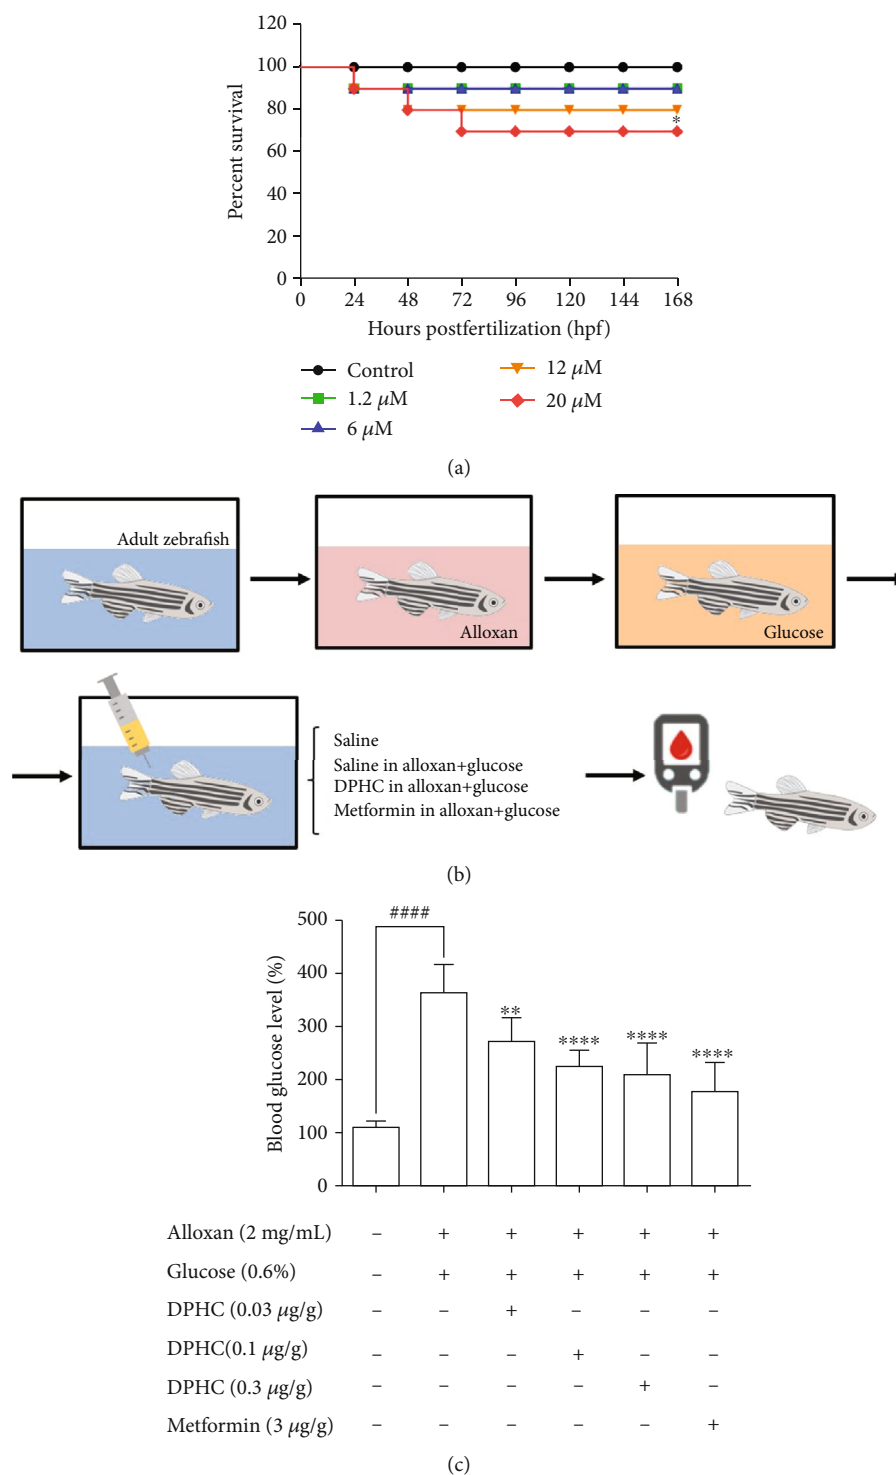 120
100
80
60
40
20
0
Percent survival
0 24 48 72 96 120 144 168
*
Hours postfertilization (hpf)
Control
1.2 μM
6 μM
12 μM
20 μM
(a)
Adult zebrafish
Alloxan
Glucose
Saline
Saline in alloxan+glucose
DPHC in alloxan+glucose
Metformin in alloxan+glucose
(b)
500
400
300
200
100
0
Blood glucose level (%)
####
**
****
****
****
Alloxan (2 mg/mL) – + + + + +
Glucose (0.6%) – + + + + +
DPHC (0.03 μg/g) – – + – – –
DPHC(0.1 μg/g) – – – + – –
DPHC (0.3 μg/g) – – – – + –
Metformin (3 μg/g) – – – – – +
(c)